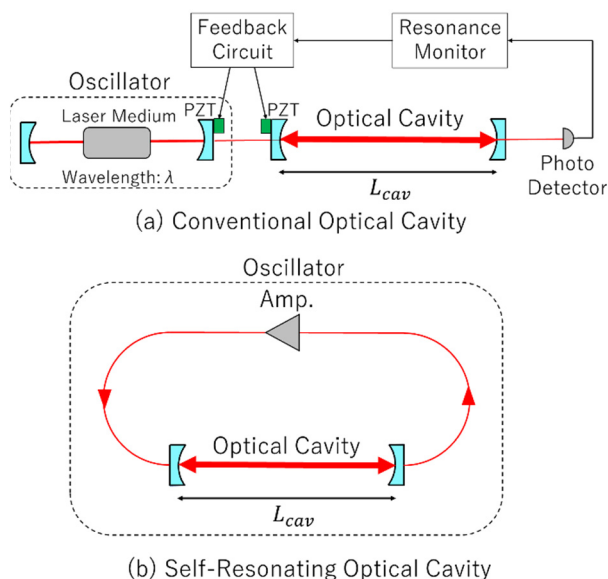 Feedback
Circuit
Resonance
Monitor
Oscillator
Laser Medium
PZT
PZT
Optical Cavity
Wavelength: λ
L_cav
Photo
Detector
(a) Conventional Optical Cavity
Oscillator
Amp.
Optical Cavity
L_cav
(b) Self-Resonating Optical Cavity